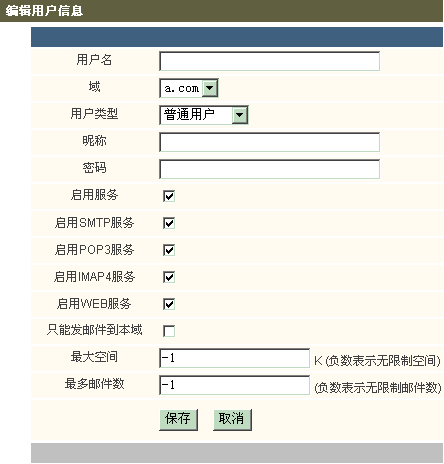 编辑用户信息
用户名
域 a.com
用户类型 普通用户
昵称
密码
启用服务
启用SMTP服务
启用POP3服务
启用IMAP4服务
启用WEB服务
只能发邮件到本域
最大空间 -1 K (负数表示无限制空间)
最多邮件数 -1 (负数表示无限制邮件数)
保存 取消